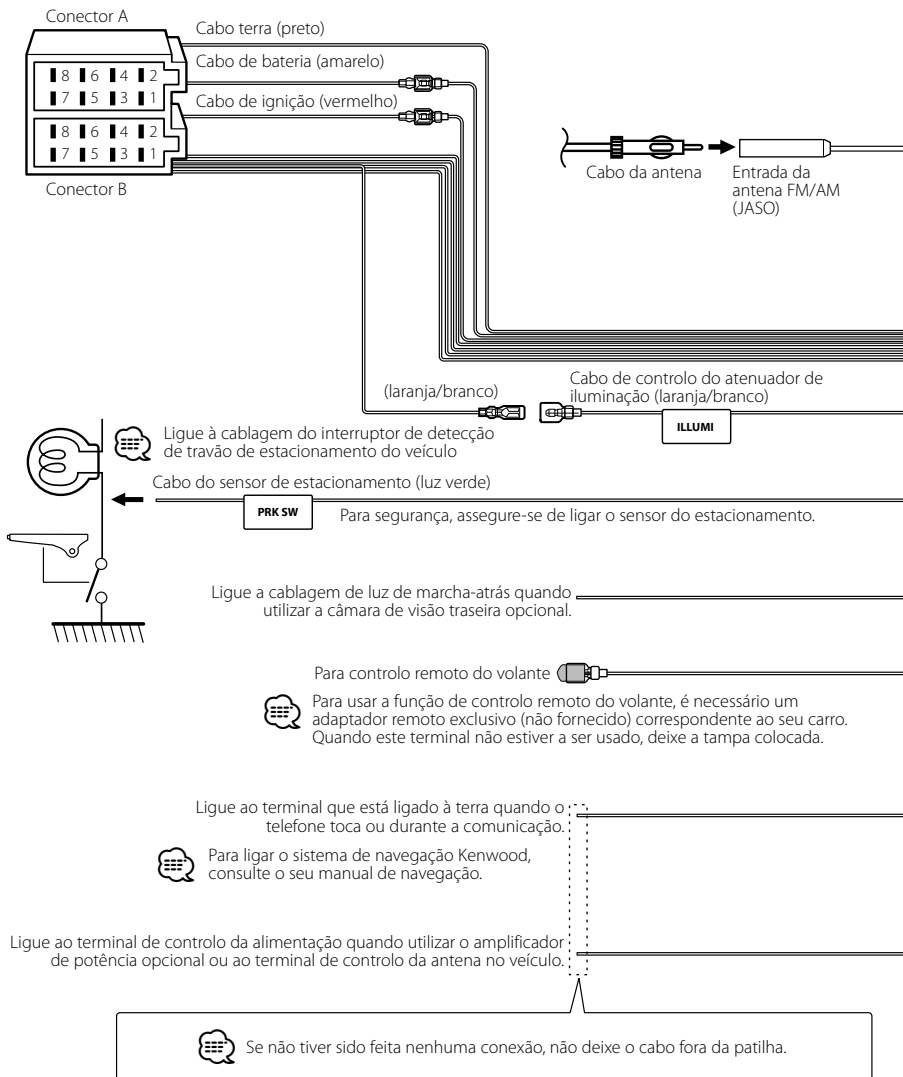 Conector A
Cabo terra (preto)
Cabo de bateria (amarelo)
8 6 4 2
7 5 3 1
Cabo de ignição (vermelho)
8 6 4 2
7 5 3 1
Conector B
Cabo da antena
Entrada da
antena FM/AM
(JASO)
(laranja/branco)
Cabo de controlo do atenuador de
iluminação (laranja/branco)
ILLUMI
Ligue à cablagem do interruptor de detecção
de travão de estacionamento do veículo
Cabo do sensor de estacionamento (luz verde)
PRK SW
Para segurança, assegure-se de ligar o sensor do estacionamento.
Ligue a cablagem de luz de marcha-atrás quando
utilizar a câmara de visão traseira opcional.
Para controlo remoto do volante
Para usar a função de controlo remoto do volante, é necessário um
adaptador remoto exclusivo (não fornecido) correspondente ao seu carro.
Quando este terminal não estiver a ser usado, deixe a tampa colocada.
Ligue ao terminal que está ligado à terra quando o
telefone toca ou durante a comunicação.
Para ligar o sistema de navegação Kenwood,
consulte o seu manual de navegação.
Ligue ao terminal de controlo da alimentação quando utilizar o amplificador
de potência opcional ou ao terminal de controlo da antena no veículo.
Se não tiver sido feita nenhuma conexão, não deixe o cabo fora da patilha.